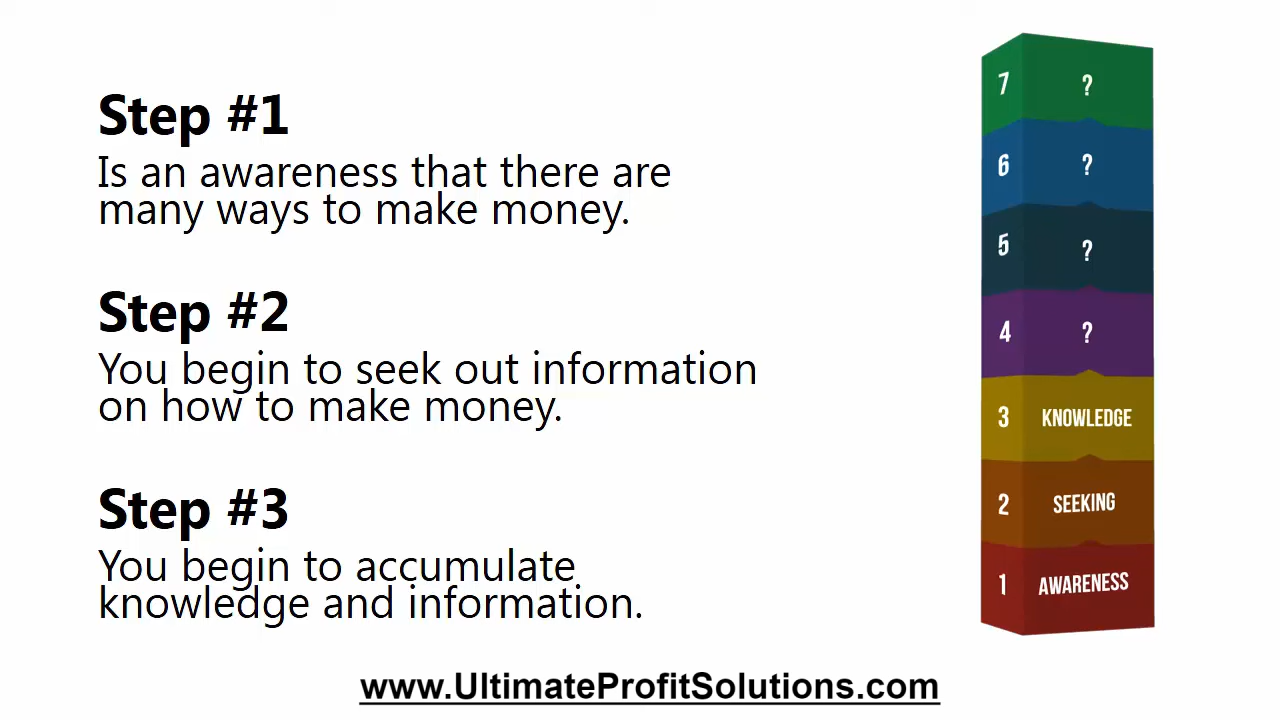 Step #1
Is an awareness that there are
many ways to make money.
Step #2
You begin to seek out information
on how to make money.
Step #3
You begin to accumulate
knowledge and information.
7 ?
6 ?
5 ?
4 ?
3 KNOWLEDGE
2 SEEKING
1 AWARENESS
www.UltimateProfitSolutions.com